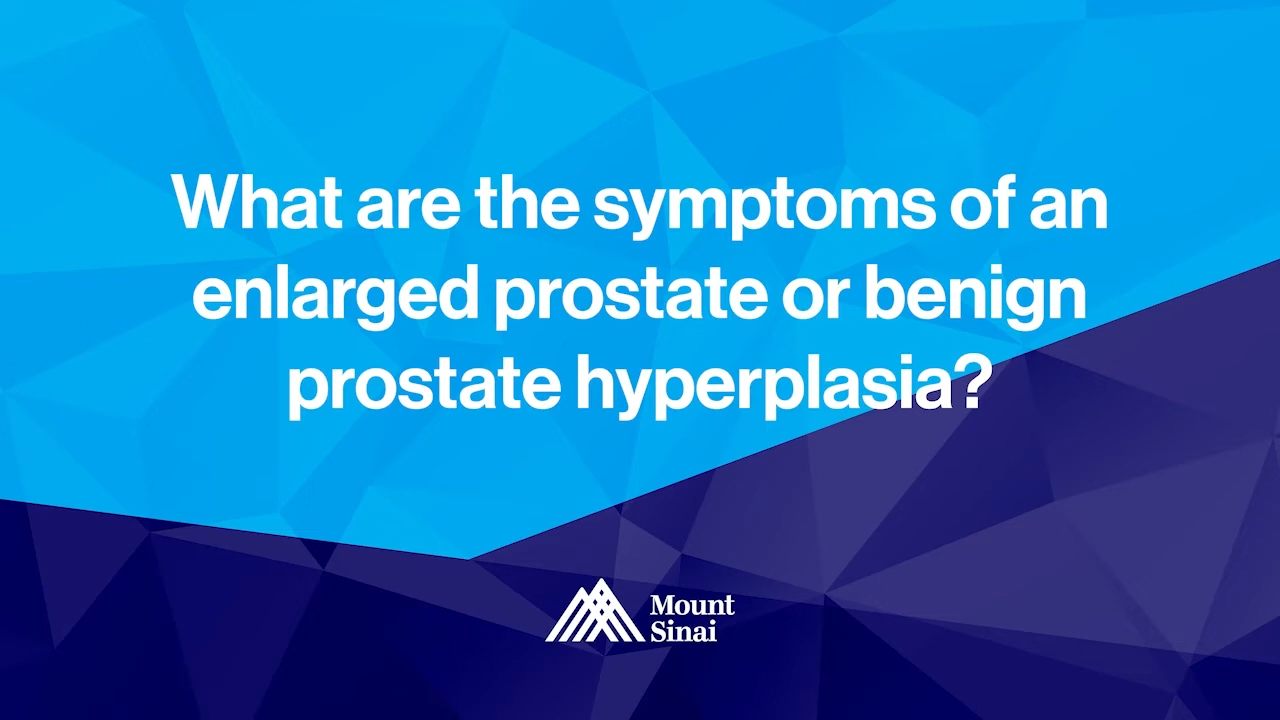 What are the symptoms of an
enlarged prostate or benign
prostate hyperplasia?
Mount
Sinai